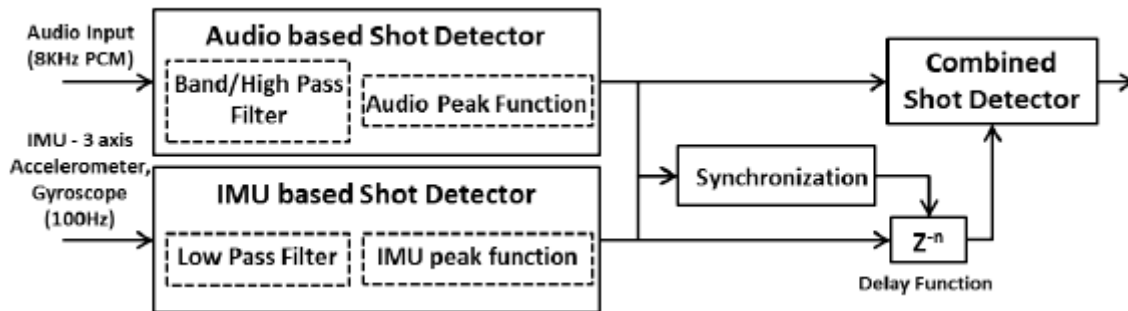 Audio Input
(8KHz PCM)
Audio based Shot Detector
Band/High Pass
Filter
Audio Peak Function
IMU - 3 axis
Accelerometer,
Gyroscope
(100Hz)
IMU based Shot Detector
Low Pass Filter
IMU peak function
Synchronization
Z⁻ⁿ
Delay Function
Combined
Shot Detector